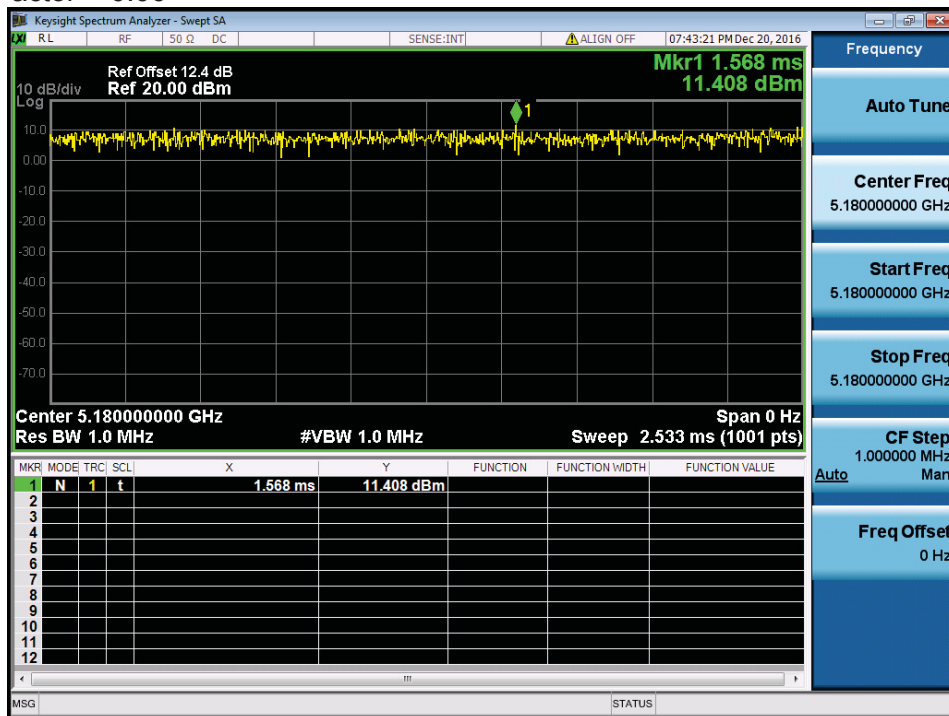 Keysight Spectrum Analyzer - Swept SA
LXI RL RF 50 Ω DC SENSE:INT ALIGN OFF 07:43:21 PM Dec 20, 2016
Mkr1 1.568 ms
11.408 dBm
Ref Offset 12.4 dB
10 dB/div Ref 20.00 dBm
Log
1
10.0
0.00
-10.0
-20.0
-30.0
-40.0
-50.0
-60.0
-70.0
Center 5.180000000 GHz Span 0 Hz
Res BW 1.0 MHz #VBW 1.0 MHz Sweep 2.533 ms (1001 pts)
MKR MODE TRC SCL X Y FUNCTION FUNCTION WIDTH FUNCTION VALUE
1 N 1 t 1.568 ms 11.408 dBm
2
3
4
5
6
7
8
9
10
11
12
MSG STATUS
Frequency
Auto Tune
Center Freq
5.180000000 GHz
Start Freq
5.180000000 GHz
Stop Freq
5.180000000 GHz
CF Step
1.000000 MHz
Auto Man
Freq Offset
0 Hz